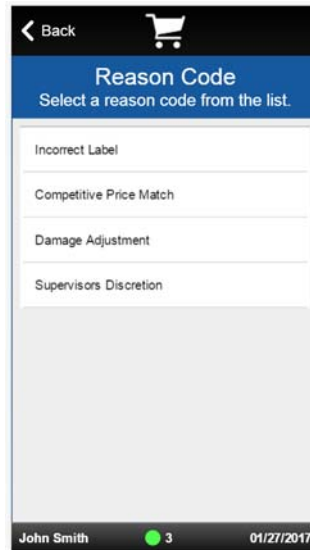 Back
Reason Code
Select a reason code from the list.
Incorrect Label
Competitive Price Match
Damage Adjustment
Supervisors Discretion
John Smith 3 01/27/2017